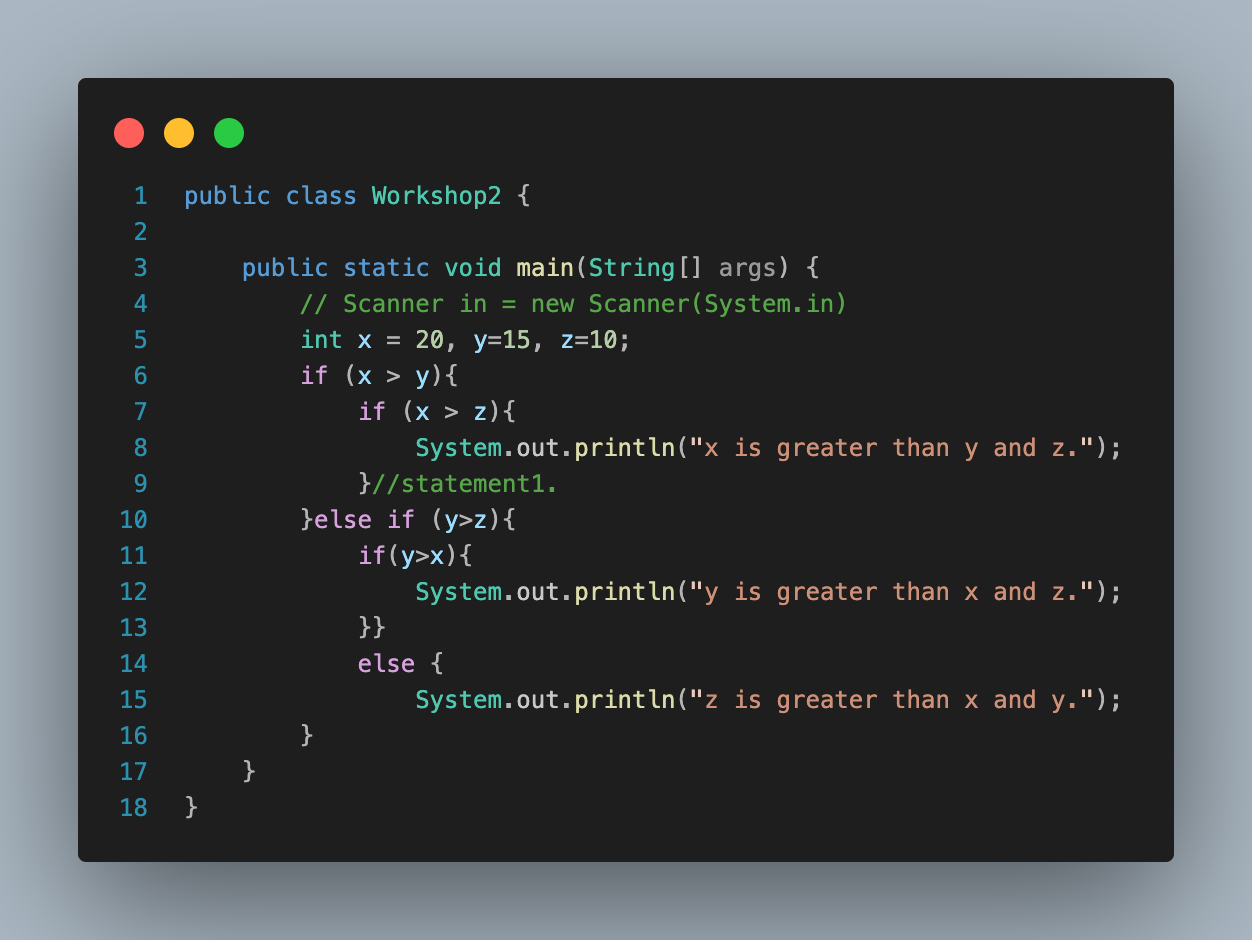 1 public class Workshop2 {
2
3     public static void main(String[] args) {
4         // Scanner in = new Scanner(System.in)
5         int x = 20, y=15, z=10;
6         if (x > y){
7             if (x > z){
8                 System.out.println("x is greater than y and z.");
9             }//statement1.
10         }else if (y>z){
11             if(y>x){
12                 System.out.println("y is greater than x and z.");
13             }}
14             else {
15                 System.out.println("z is greater than x and y.");
16         }
17     }
18 }